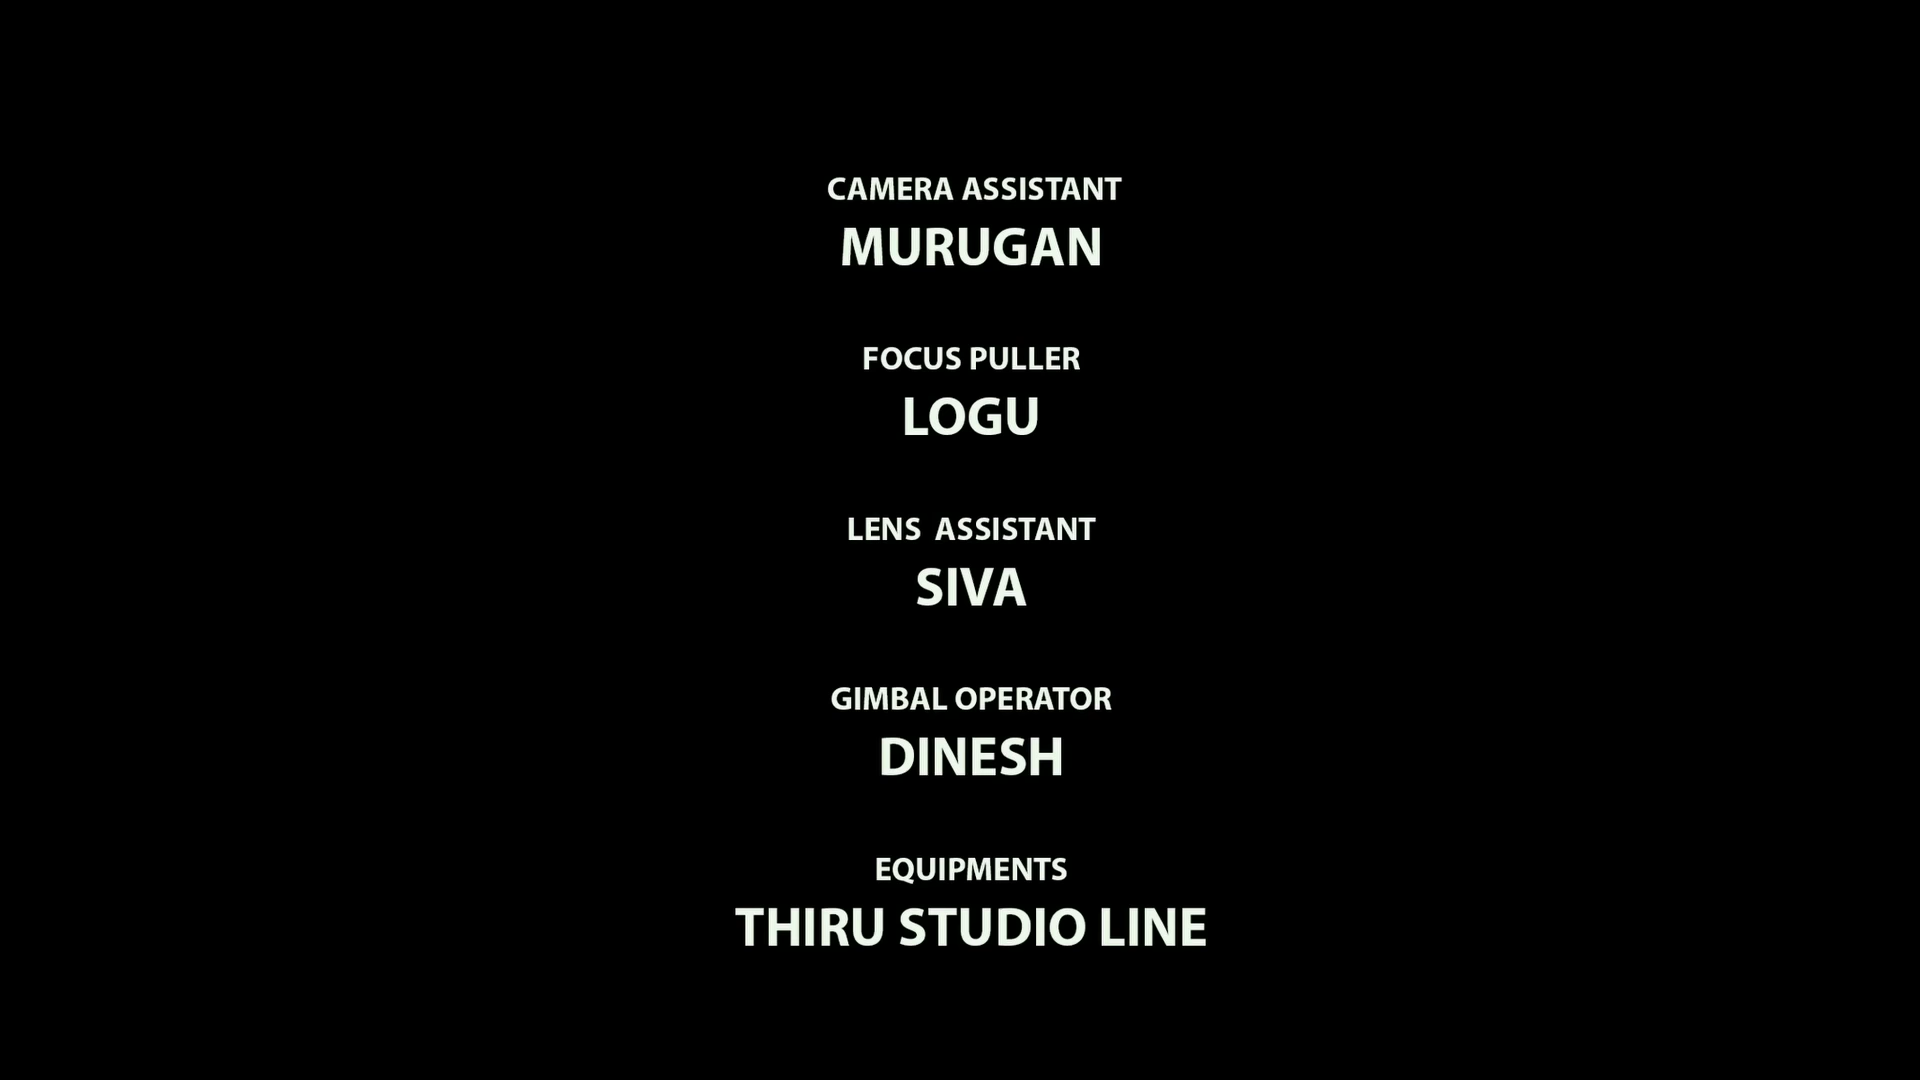 CAMERA ASSISTANT
MURUGAN
FOCUS PULLER
LOGU
LENS  ASSISTANT
SIVA
GIMBAL OPERATOR
DINESH
EQUIPMENTS
THIRU STUDIO LINE